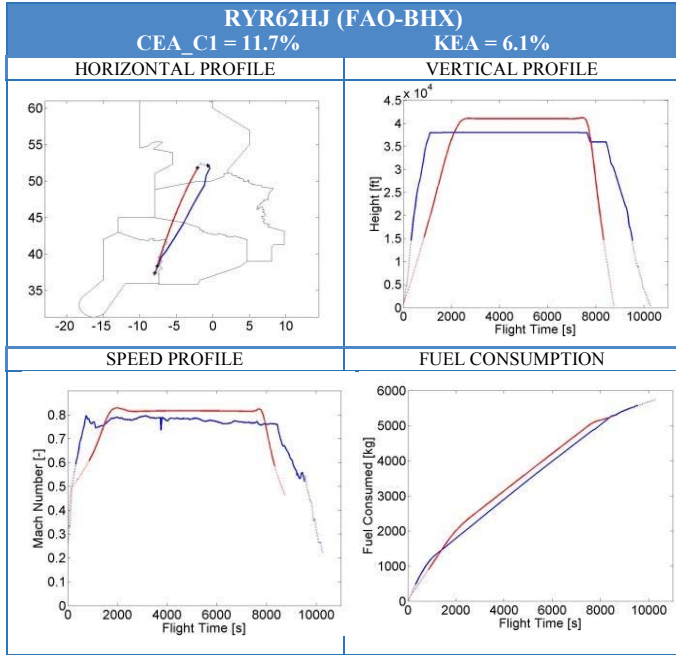 RYR62HJ (FAO-BHX)
CEA_C1 = 11.7% KEA = 6.1%
HORIZONTAL PROFILE VERTICAL PROFILE
60
55
50
45
40
35
-20 -15 -10 -5 0 5 10
x 10^4
4.5
4
3.5
3
2.5
2
1.5
1
0.5
0
Height [ft]
0 2000 4000 6000 8000 10000
Flight Time [s]
SPEED PROFILE FUEL CONSUMPTION
0.8
0.7
0.6
0.5
0.4
0.3
0.2
0.1
0
Mach Number [-]
0 2000 4000 6000 8000 10000
Flight Time [s]
6000
5000
4000
3000
2000
1000
0
Fuel Consumed [kg]
0 2000 4000 6000 8000 10000
Flight Time [s]